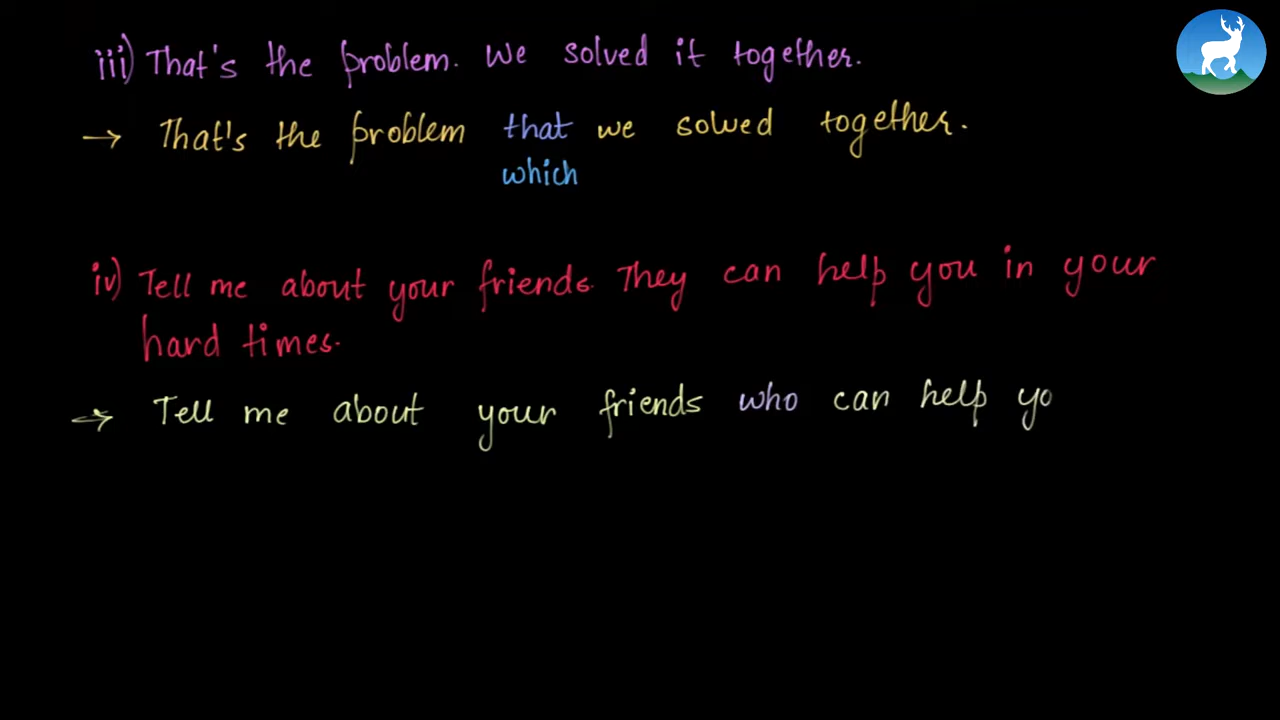 iii) That's the problem. We solved it together.
→ That's the problem that we solved together.
which
iv) Tell me about your friends. They can help you in your
hard times.
→ Tell me about your friends who can help yo